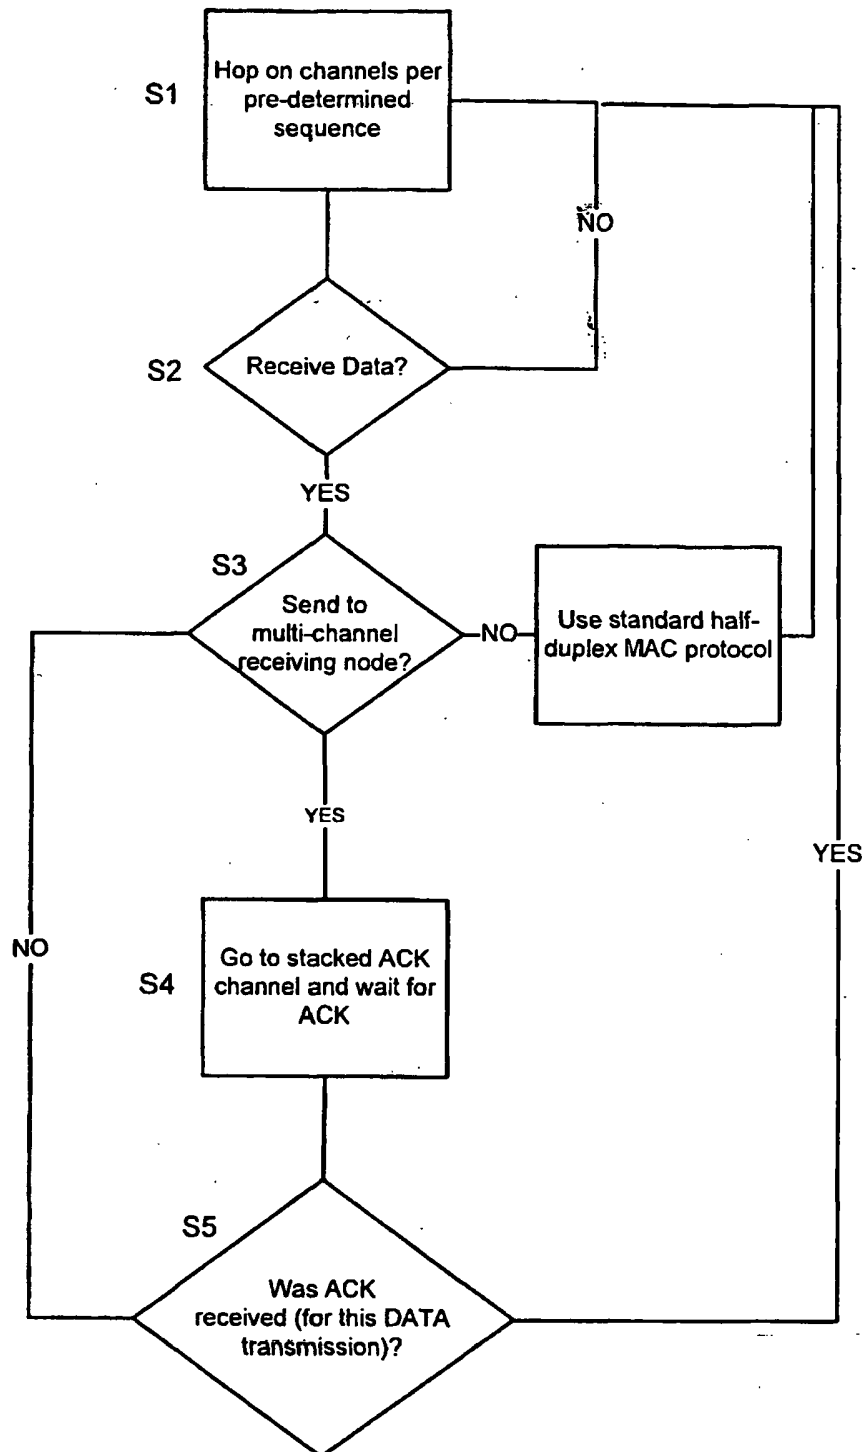 S1
Hop on channels per
pre-determined
sequence
NO
S2
Receive Data?
YES
S3
Send to
multi-channel
receiving node?
NO
Use standard half-
duplex MAC protocol
YES
YES
NO
S4
Go to stacked ACK
channel and wait for
ACK
S5
Was ACK
received (for this DATA
transmission)?